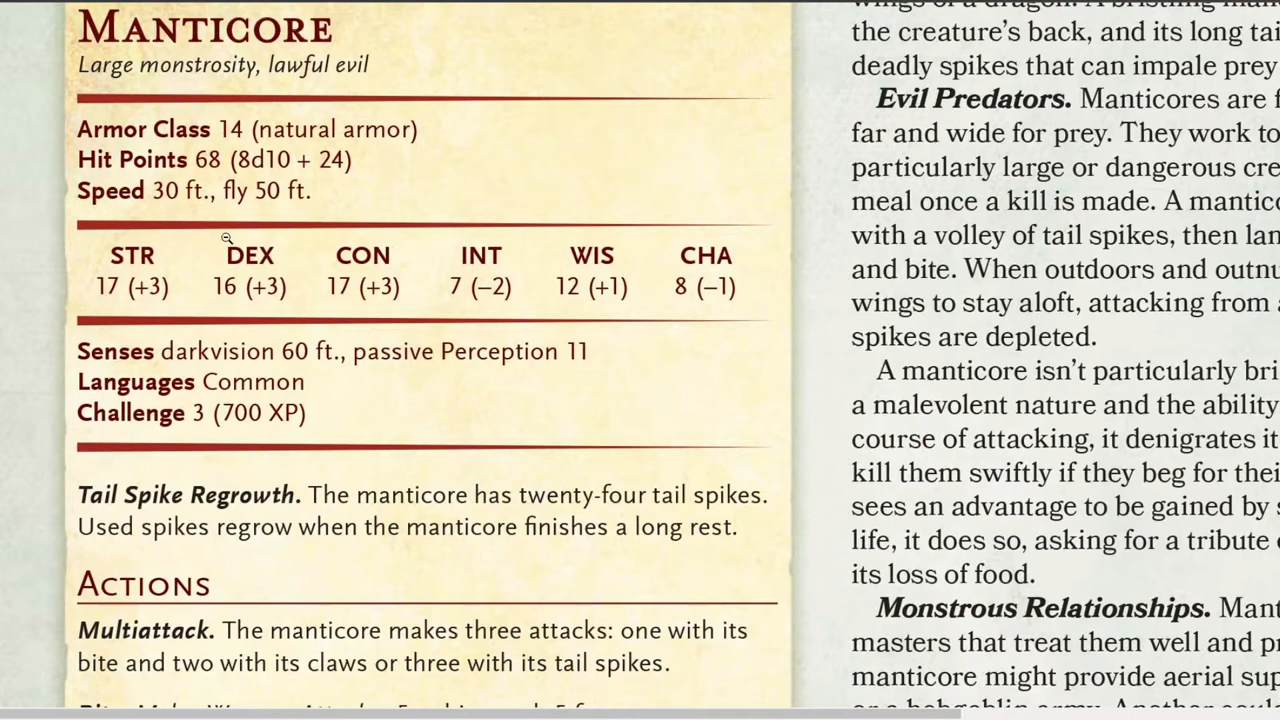 MANTICORE
Large monstrosity, lawful evil
Armor Class 14 (natural armor)
Hit Points 68 (8d10 + 24)
Speed 30 ft., fly 50 ft.
STR DEX CON INT WIS CHA
17 (+3) 16 (+3) 17 (+3) 7 (–2) 12 (+1) 8 (–1)
Senses darkvision 60 ft., passive Perception 11
Languages Common
Challenge 3 (700 XP)
Tail Spike Regrowth. The manticore has twenty-four tail spikes.
Used spikes regrow when the manticore finishes a long rest.
ACTIONS
Multiattack. The manticore makes three attacks: one with its
bite and two with its claws or three with its tail spikes.
wings of a dragon. A bristling
the creature's back, and its long
deadly spikes that can impale prey
Evil Predators. Manticores are
far and wide for prey. They work to
particularly large or dangerous
meal once a kill is made. A
with a volley of tail spikes, then
and bite. When outdoors and
wings to stay aloft, attacking from
spikes are depleted.
A manticore isn't particularly
a malevolent nature and the ability
course of attacking, it denigrates
kill them swiftly if they beg for
sees an advantage to be gained by
life, it does so, asking for a tribute
its loss of food.
Monstrous Relationships.
masters that treat them well and
manticore might provide aerial
or a hobgoblin army. Another